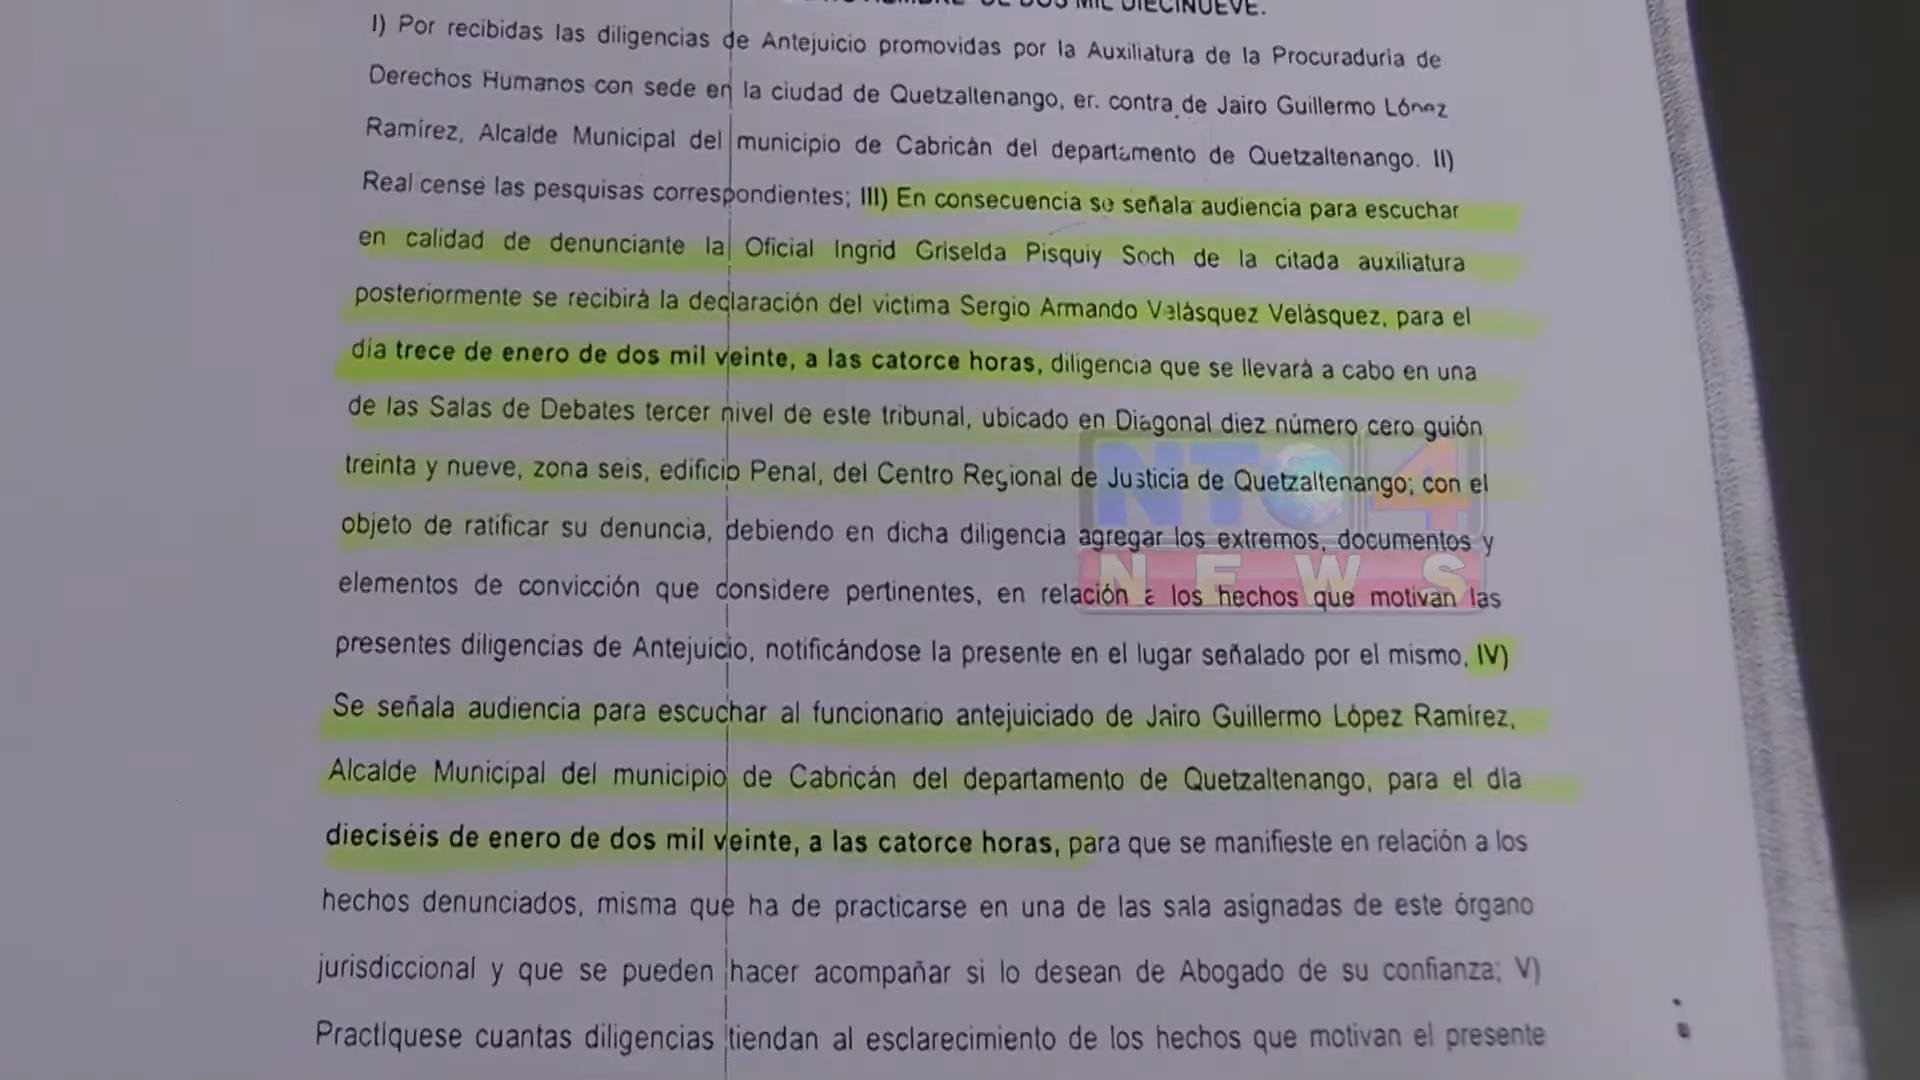 DE DOS MIL DIECINUEVE.
I) Por recibidas las diligencias de Antejuicio promovidas por la Auxiliatura de la Procuraduria de
Derechos Humanos con sede en la ciudad de Quetzaltenango, er. contra de Jairo Guillermo López
Ramírez, Alcalde Municipal del municipio de Cabricán del departamento de Quetzaltenango. II)
Real cense las pesquisas correspondientes; III) En consecuencia se señala audiencia para escuchar
en calidad de denunciante la Oficial Ingrid Griselda Pisquiy Soch de la citada auxiliatura
posteriormente se recibirá la declaración del victima Sergio Armando Velásquez Velásquez, para el
día trece de enero de dos mil veinte, a las catorce horas, diligencia que se llevará a cabo en una
de las Salas de Debates tercer nivel de este tribunal, ubicado en Diagonal diez número cero guión
treinta y nueve, zona seis, edificio Penal, del Centro Regional de Justicia de Quetzaltenango; con el
objeto de ratificar su denuncia, debiendo en dicha diligencia agregar los extremos, documentos y
elementos de convicción que considere pertinentes, en relación a los hechos que motivan las
presentes diligencias de Antejuicio, notificándose la presente en el lugar señalado por el mismo, IV)
Se señala audiencia para escuchar al funcionario antejuiciado de Jairo Guillermo López Ramírez,
Alcalde Municipal del municipio de Cabricán del departamento de Quetzaltenango, para el día
dieciséis de enero de dos mil veinte, a las catorce horas, para que se manifieste en relación a los
hechos denunciados, misma que ha de practicarse en una de las sala asignadas de este órgano
jurisdiccional y que se pueden hacer acompañar si lo desean de Abogado de su confianza; V)
Practíquese cuantas diligencias tiendan al esclarecimiento de los hechos que motivan el presente
NTO 4
NEWS